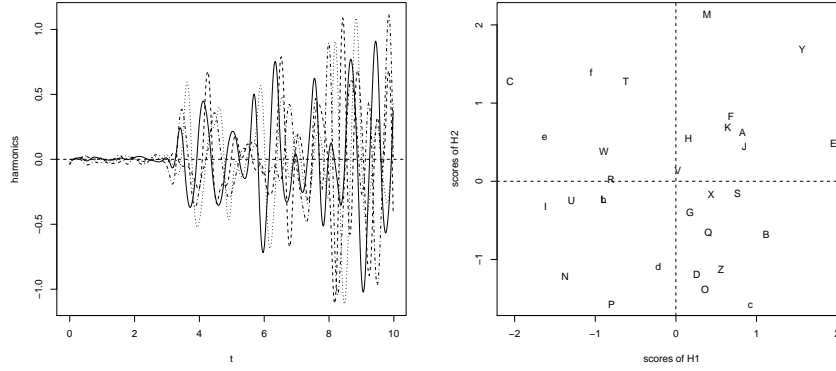 harmonics
1.0
0.5
0.0
−0.5
−1.0
0 2 4 6 8 10
t
scores of H2
2
1
0
−1
−2 −1 0 1 2
scores of H1
M
Y
f
C T
F
K A
e H J E
W
V
R
U L X S
I G
Q B
d
N D Z
O
P c